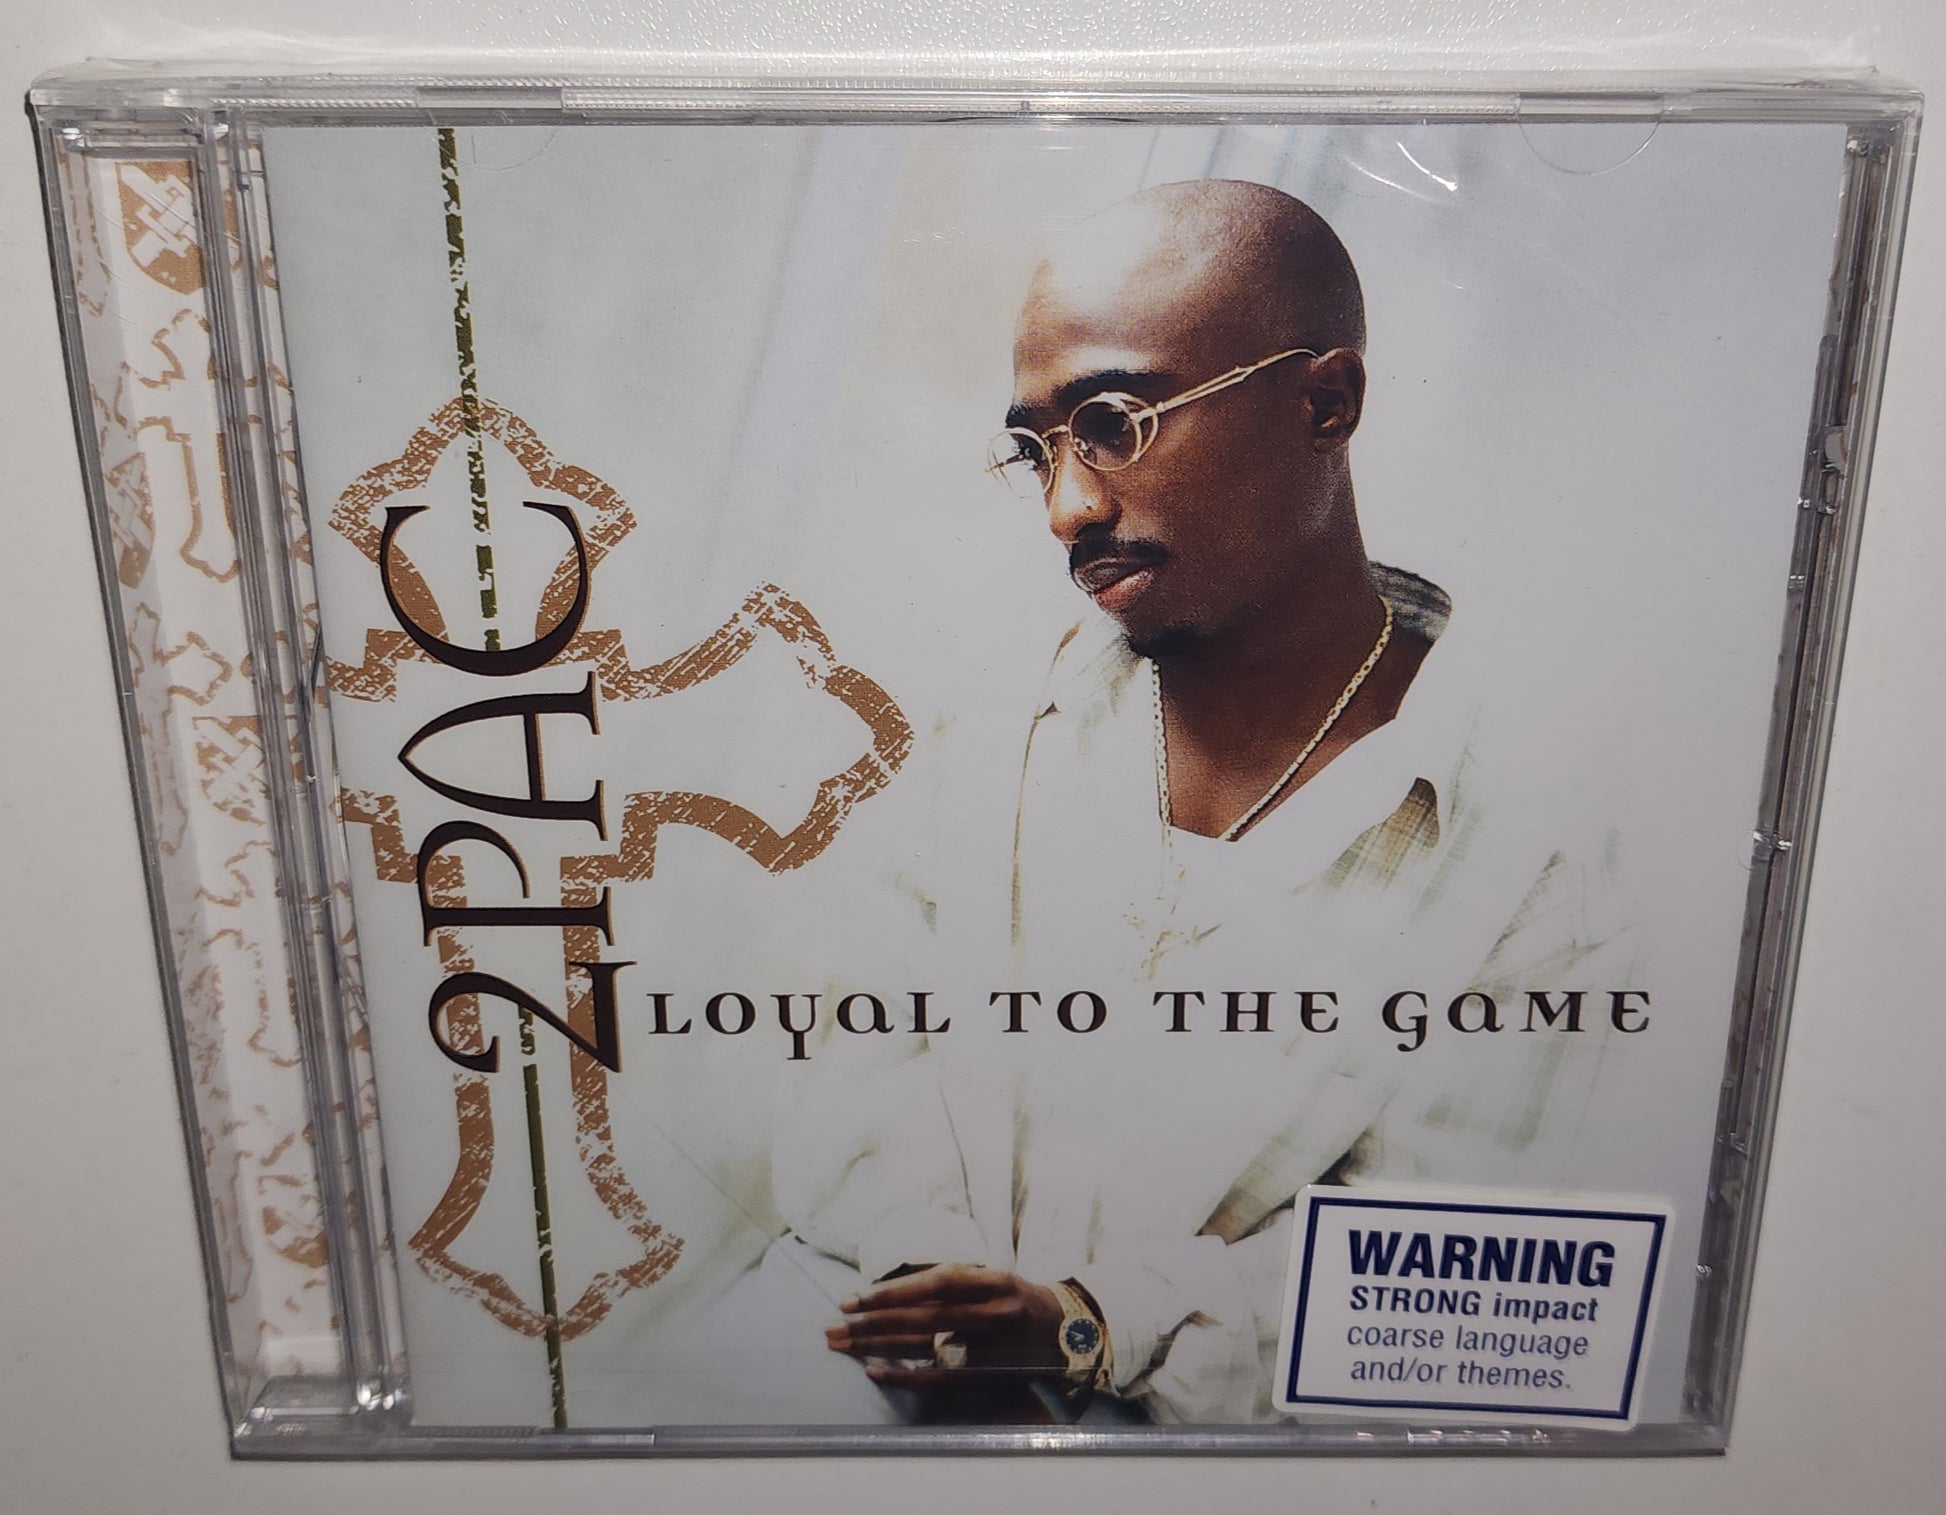 2PAC
LOYAL TO THE GAME
WARNING
STRONG impact
coarse language
and/or themes.